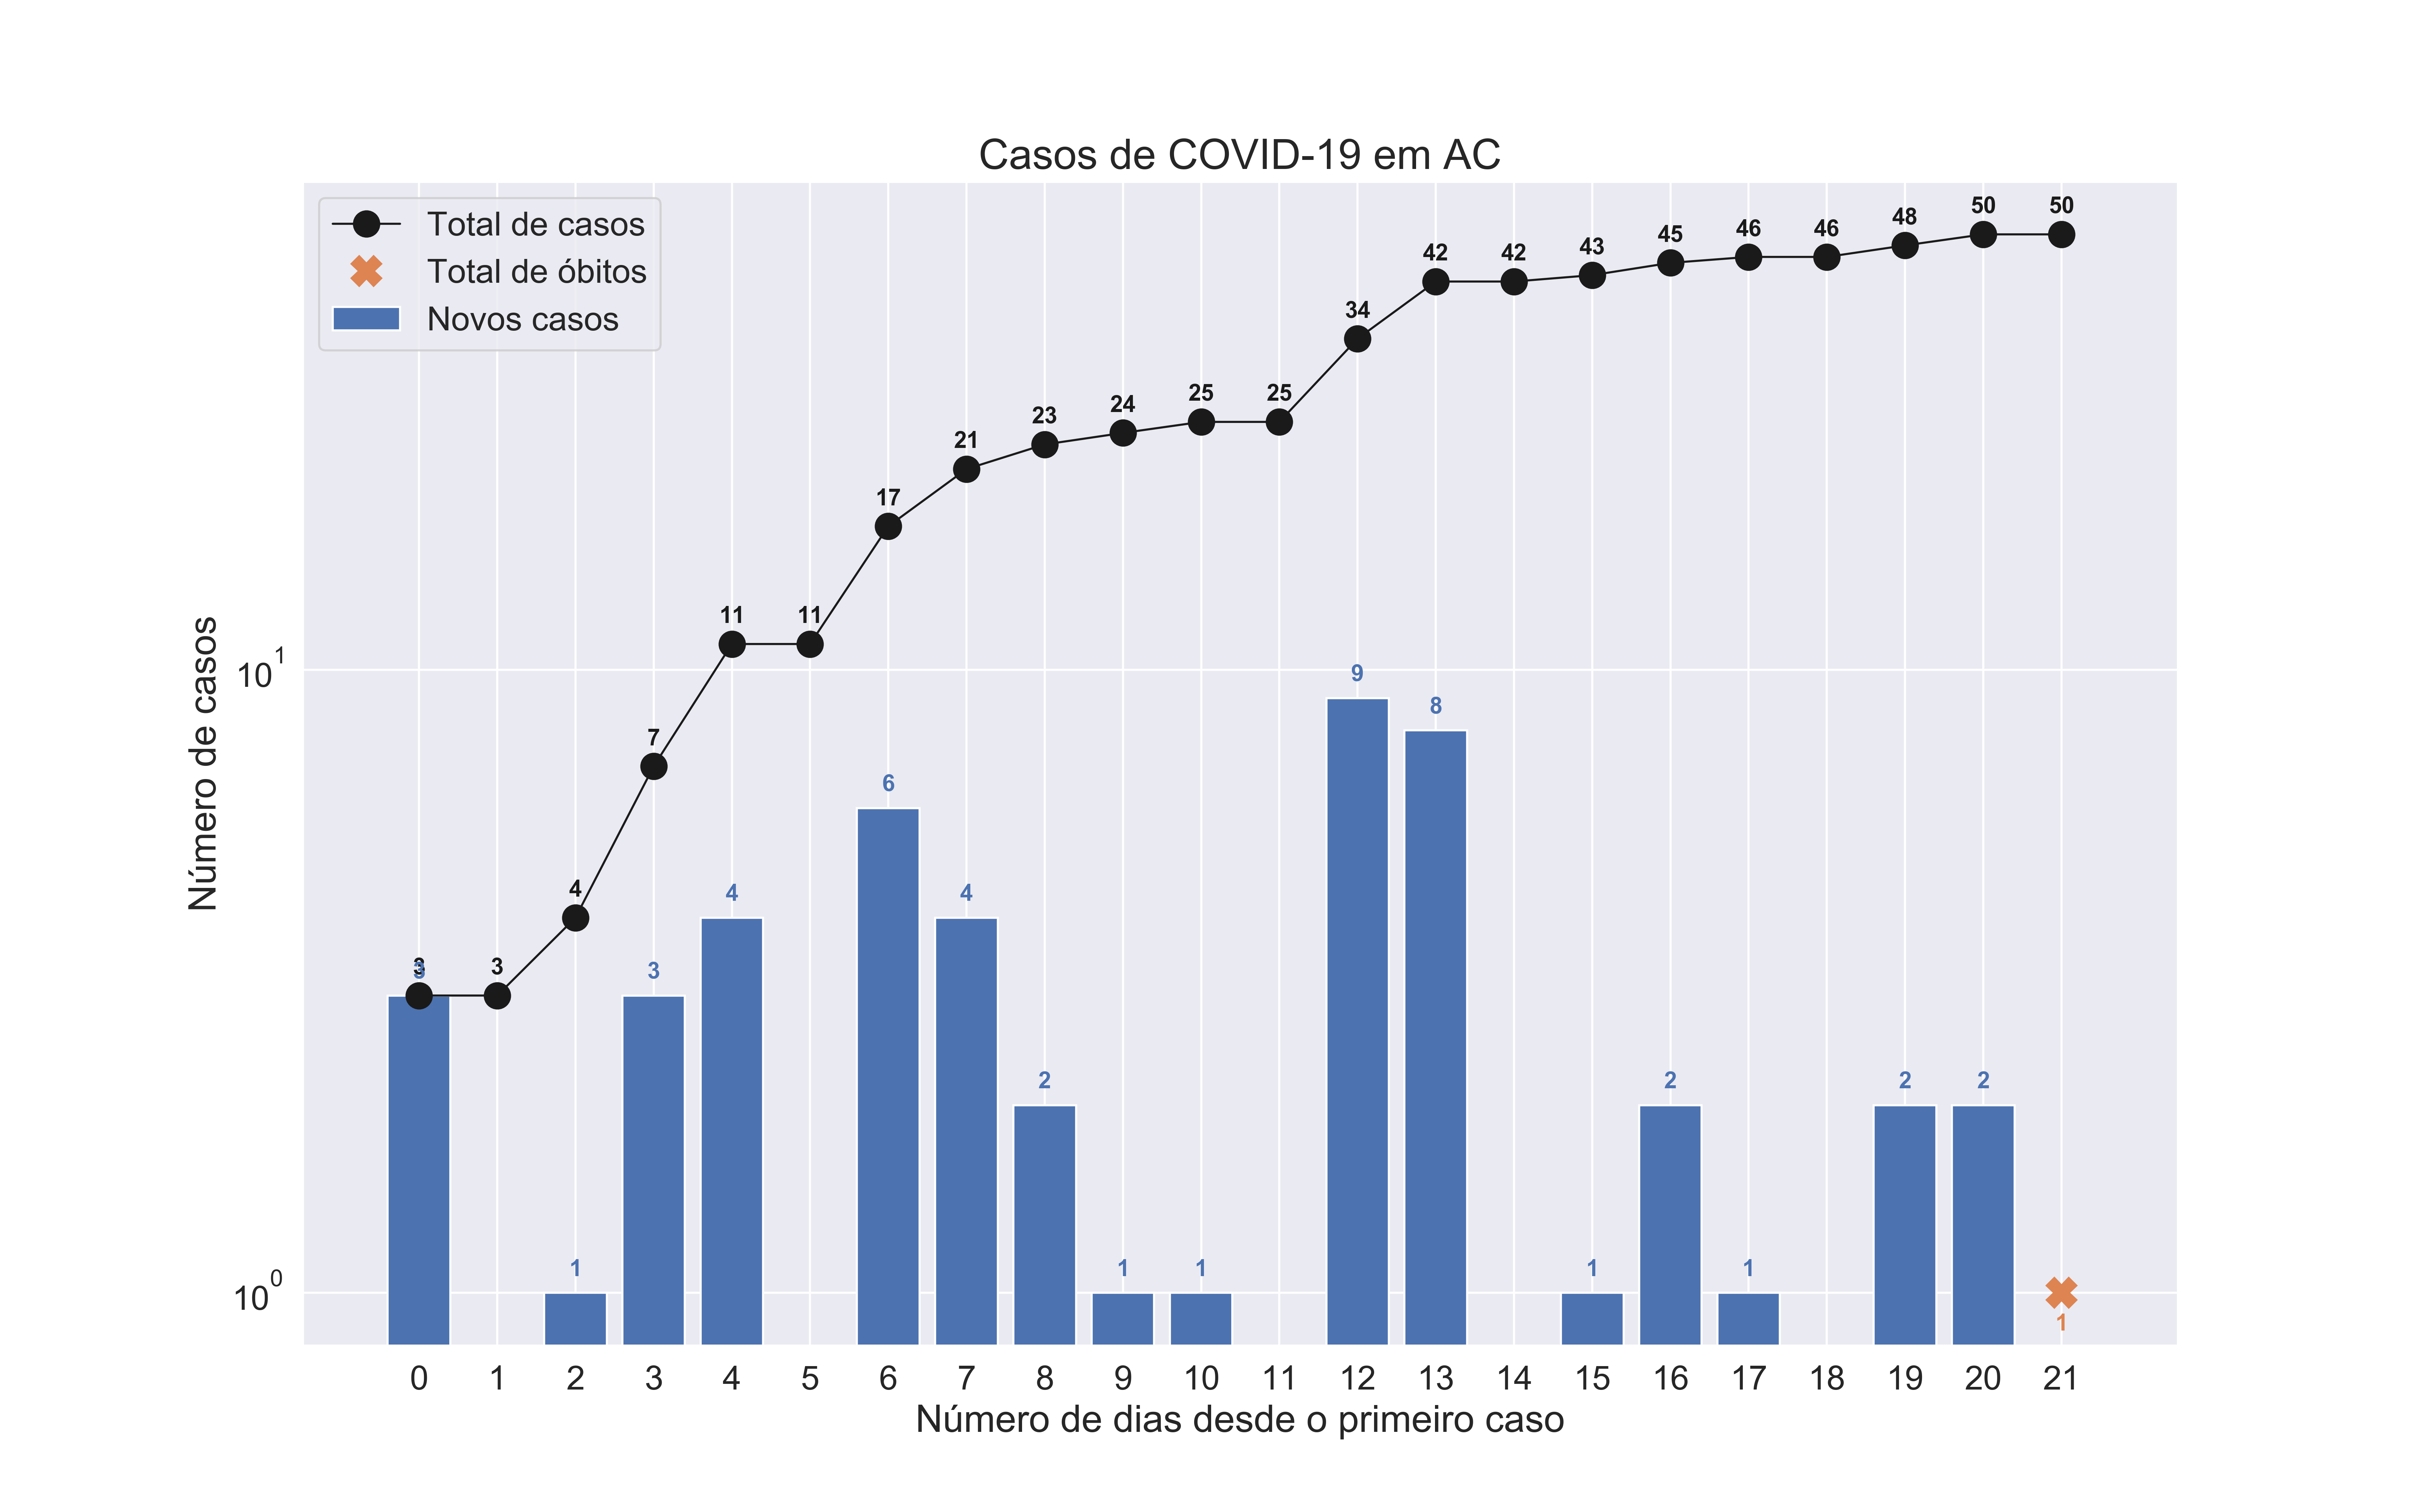 Casos de COVID-19 em AC
Total de casos
Total de óbitos
Novos casos
50 50
48
46 46
45
43
42 42
34
25 25
24
23
21
17
11 11
9
8
7
6
4 4 4
3 3 3 3
2 2 2 2
1 1 1 1 1
1
Número de casos
10^1
10^0
0 1 2 3 4 5 6 7 8 9 10 11 12 13 14 15 16 17 18 19 20 21
Número de dias desde o primeiro caso